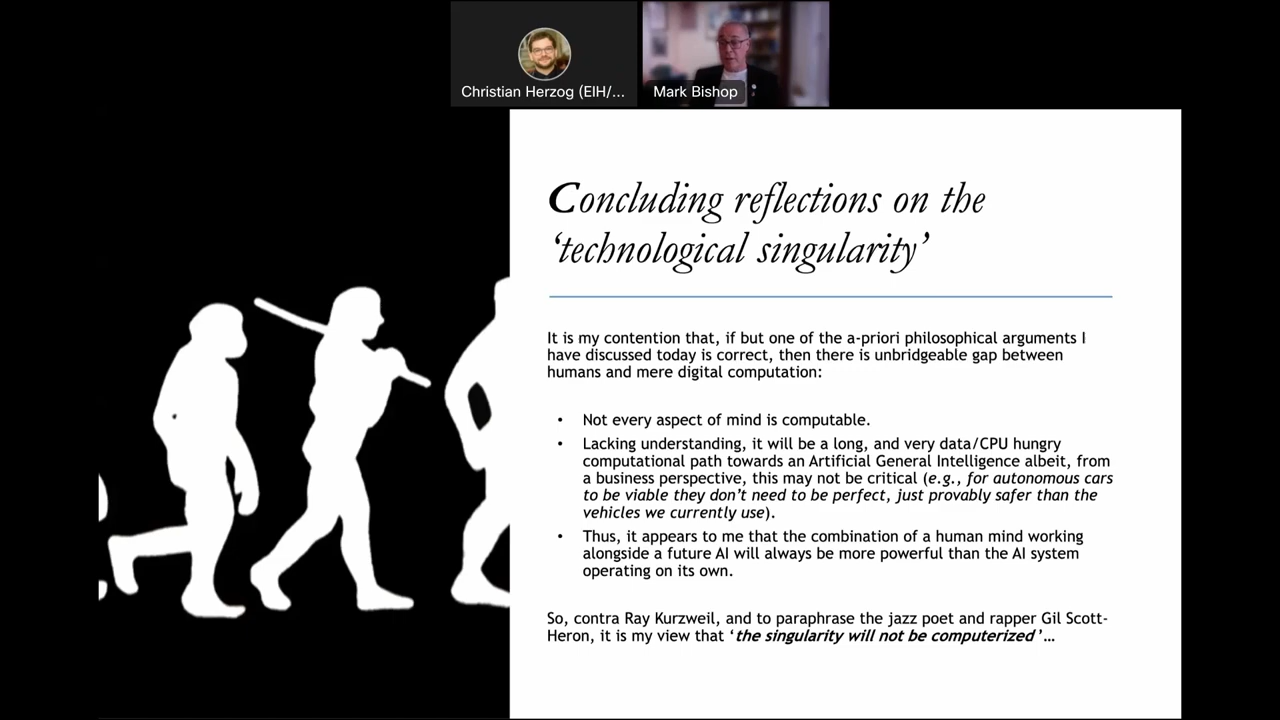 Christian Herzog (EIH/...
Mark Bishop
Concluding reflections on the
‘technological singularity’
It is my contention that, if but one of the a-priori philosophical arguments I
have discussed today is correct, then there is unbridgeable gap between
humans and mere digital computation:
• Not every aspect of mind is computable.
• Lacking understanding, it will be a long, and very data/CPU hungry
computational path towards an Artificial General Intelligence albeit, from
a business perspective, this may not be critical (e.g., for autonomous cars
to be viable they don’t need to be perfect, just provably safer than the
vehicles we currently use).
• Thus, it appears to me that the combination of a human mind working
alongside a future AI will always be more powerful than the AI system
operating on its own.
So, contra Ray Kurzweil, and to paraphrase the jazz poet and rapper Gil Scott-
Heron, it is my view that ‘the singularity will not be computerized’…